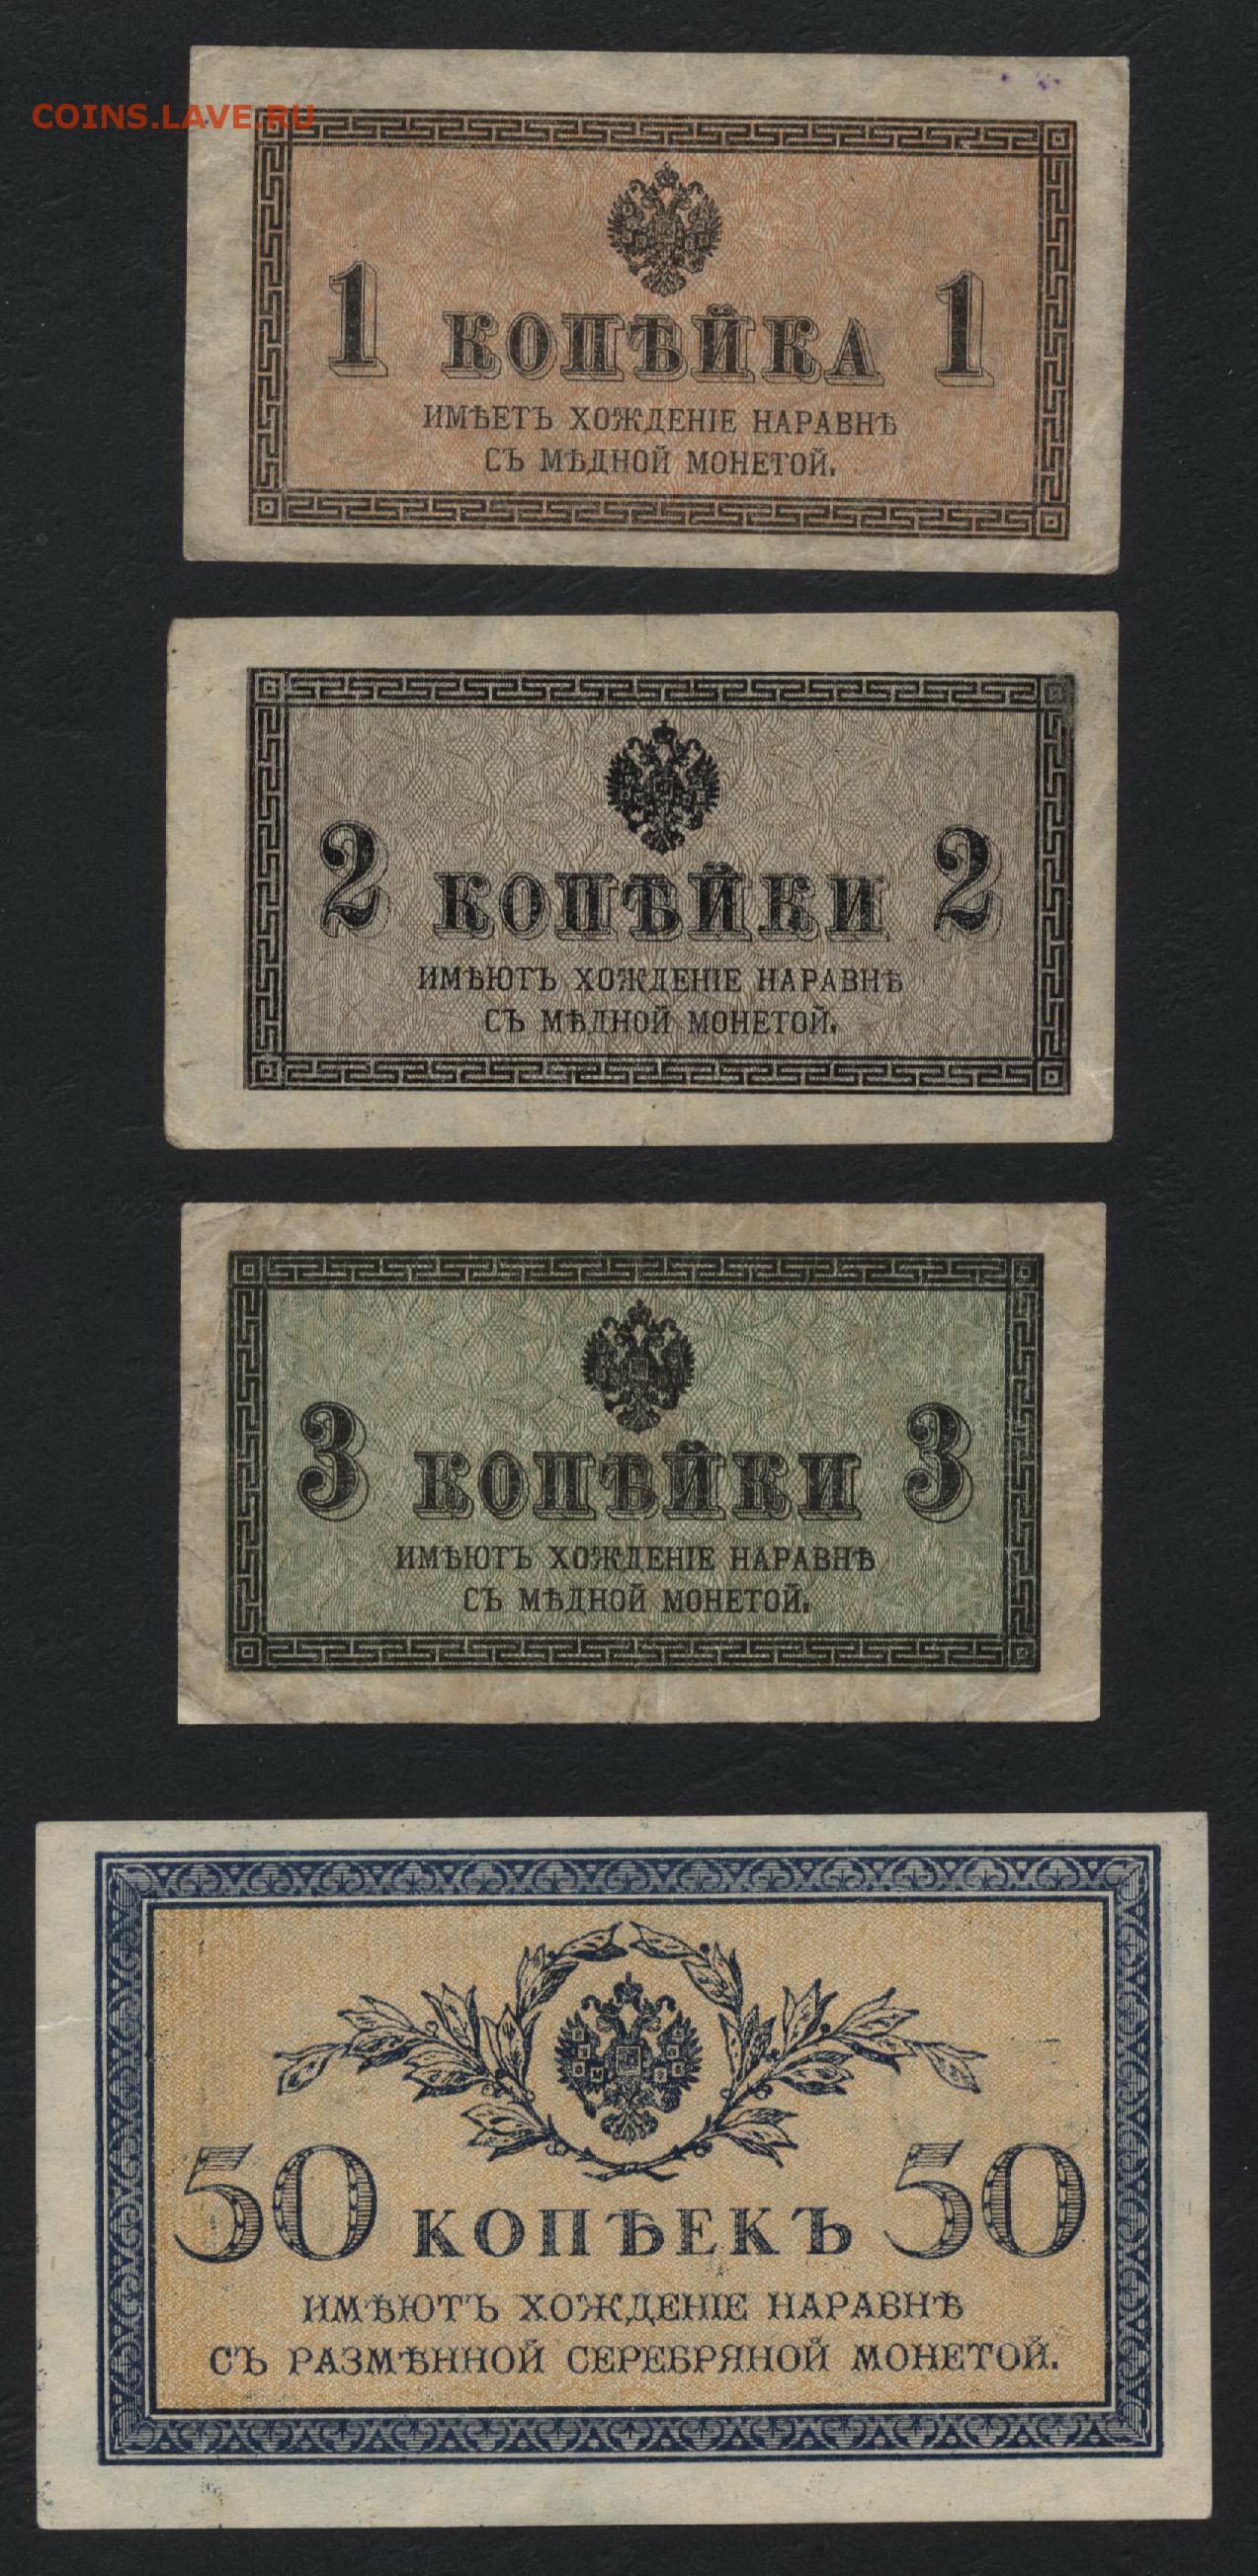 COINS.LAVE.RU
1 КОПѢЙКА 1
ИМѢЕТЪ ХОЖДЕНІЕ НАРАВНѢ
СЪ МѢДНОЙ МОНЕТОЙ.
2 КОПѢЙКИ 2
ИМѢЮТЪ ХОЖДЕНІЕ НАРАВНѢ
СЪ МѢДНОЙ МОНЕТОЙ.
3 КОПѢЙКИ 3
ИМѢЮТЪ ХОЖДЕНІЕ НАРАВНѢ
СЪ МѢДНОЙ МОНЕТОЙ.
50 КОПѢЕКЪ 50
ИМѢЮТЪ ХОЖДЕНІЕ НАРАВНѢ
СЪ РАЗМѢННОЙ СЕРЕБРЯНОЙ МОНЕТОЙ.